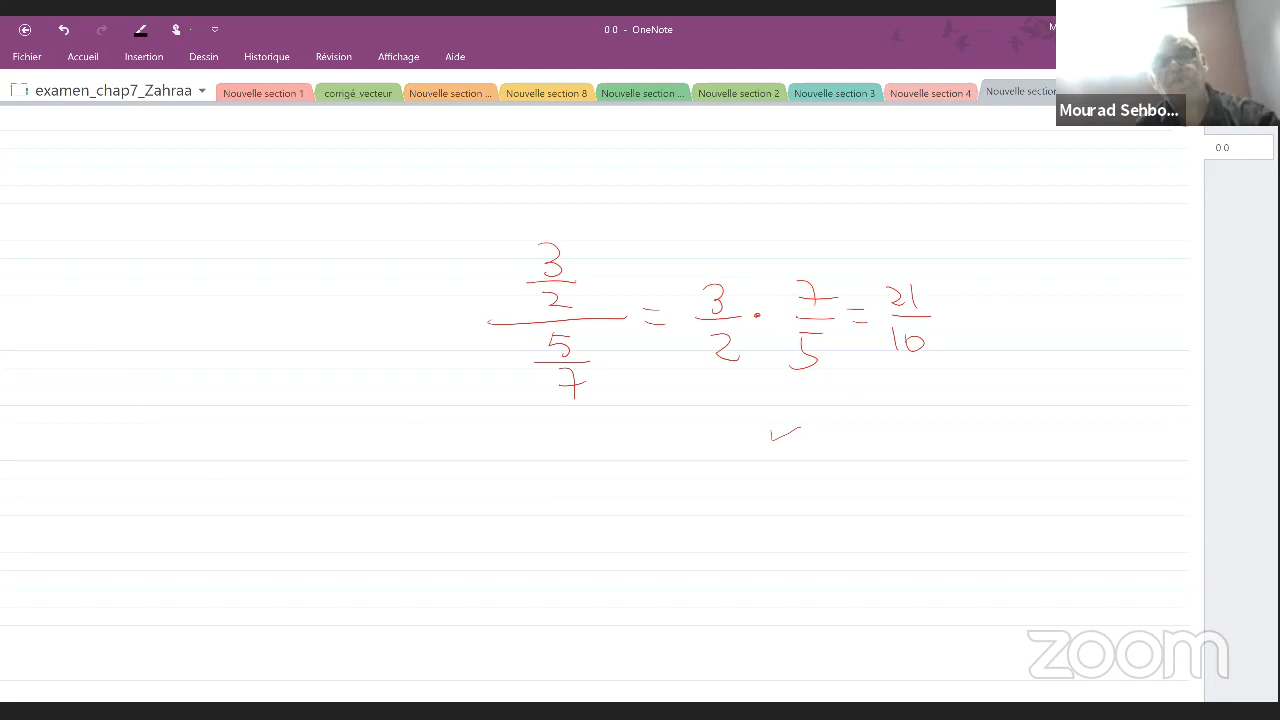 0 0 - OneNote
M
Fichier Accueil Insertion Dessin Historique Révision Affichage Aide
examen_chap7_Zahraa
Nouvelle section 1 corrigé_vecteur Nouvelle section ... Nouvelle section 8 Nouvelle section ... Nouvelle section 2 Nouvelle section 3 Nouvelle section 4 Nouvelle section
Mourad Sehbo...
0 0
3/2 / 5/7 = 3/2 · 7/5 = 21/10
zoom